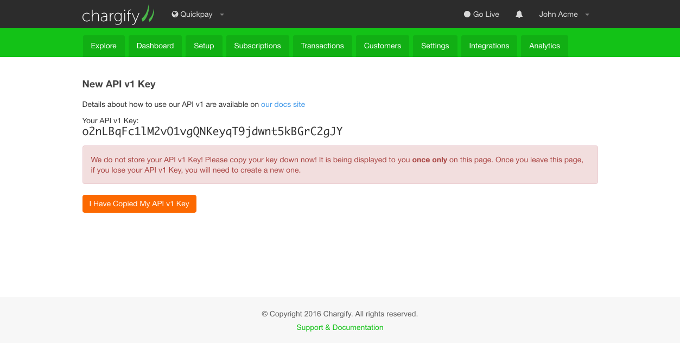 chargify Quickpay Go Live John Acme
Explore Dashboard Setup Subscriptions Transactions Customers Settings Integrations Analytics
New API v1 Key
Details about how to use our API v1 are available on our docs site
Your API v1 Key:
o2nLBqFc1lM2vO1vgQNKeyqT9jdwnt5kBGrC2gJY
We do not store your API v1 Key! Please copy your key down now! It is being displayed to you once only on this page. Once you leave this page,
if you lose your API v1 Key, you will need to create a new one.
I Have Copied My API v1 Key
© Copyright 2016 Chargify. All rights reserved.
Support & Documentation